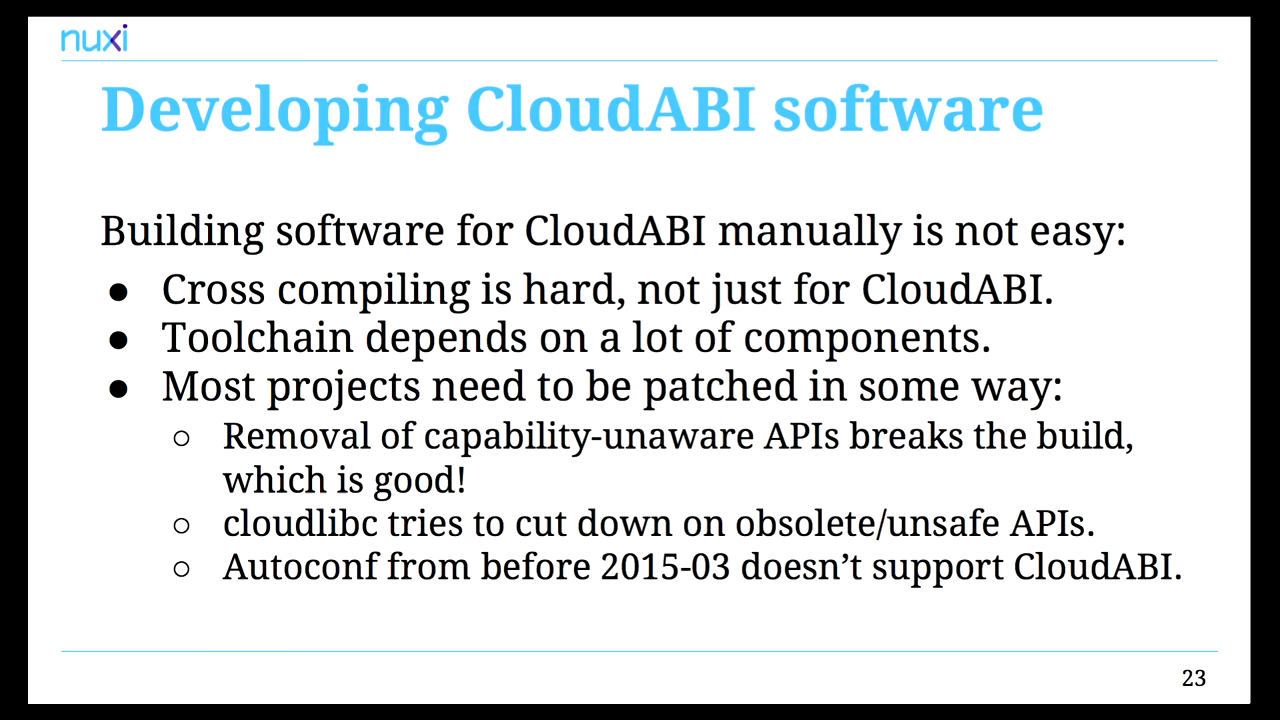 nuxi
Developing CloudABI software
Building software for CloudABI manually is not easy:
● Cross compiling is hard, not just for CloudABI.
● Toolchain depends on a lot of components.
● Most projects need to be patched in some way:
○ Removal of capability-unaware APIs breaks the build,
which is good!
○ cloudlibc tries to cut down on obsolete/unsafe APIs.
○ Autoconf from before 2015-03 doesn’t support CloudABI.
23